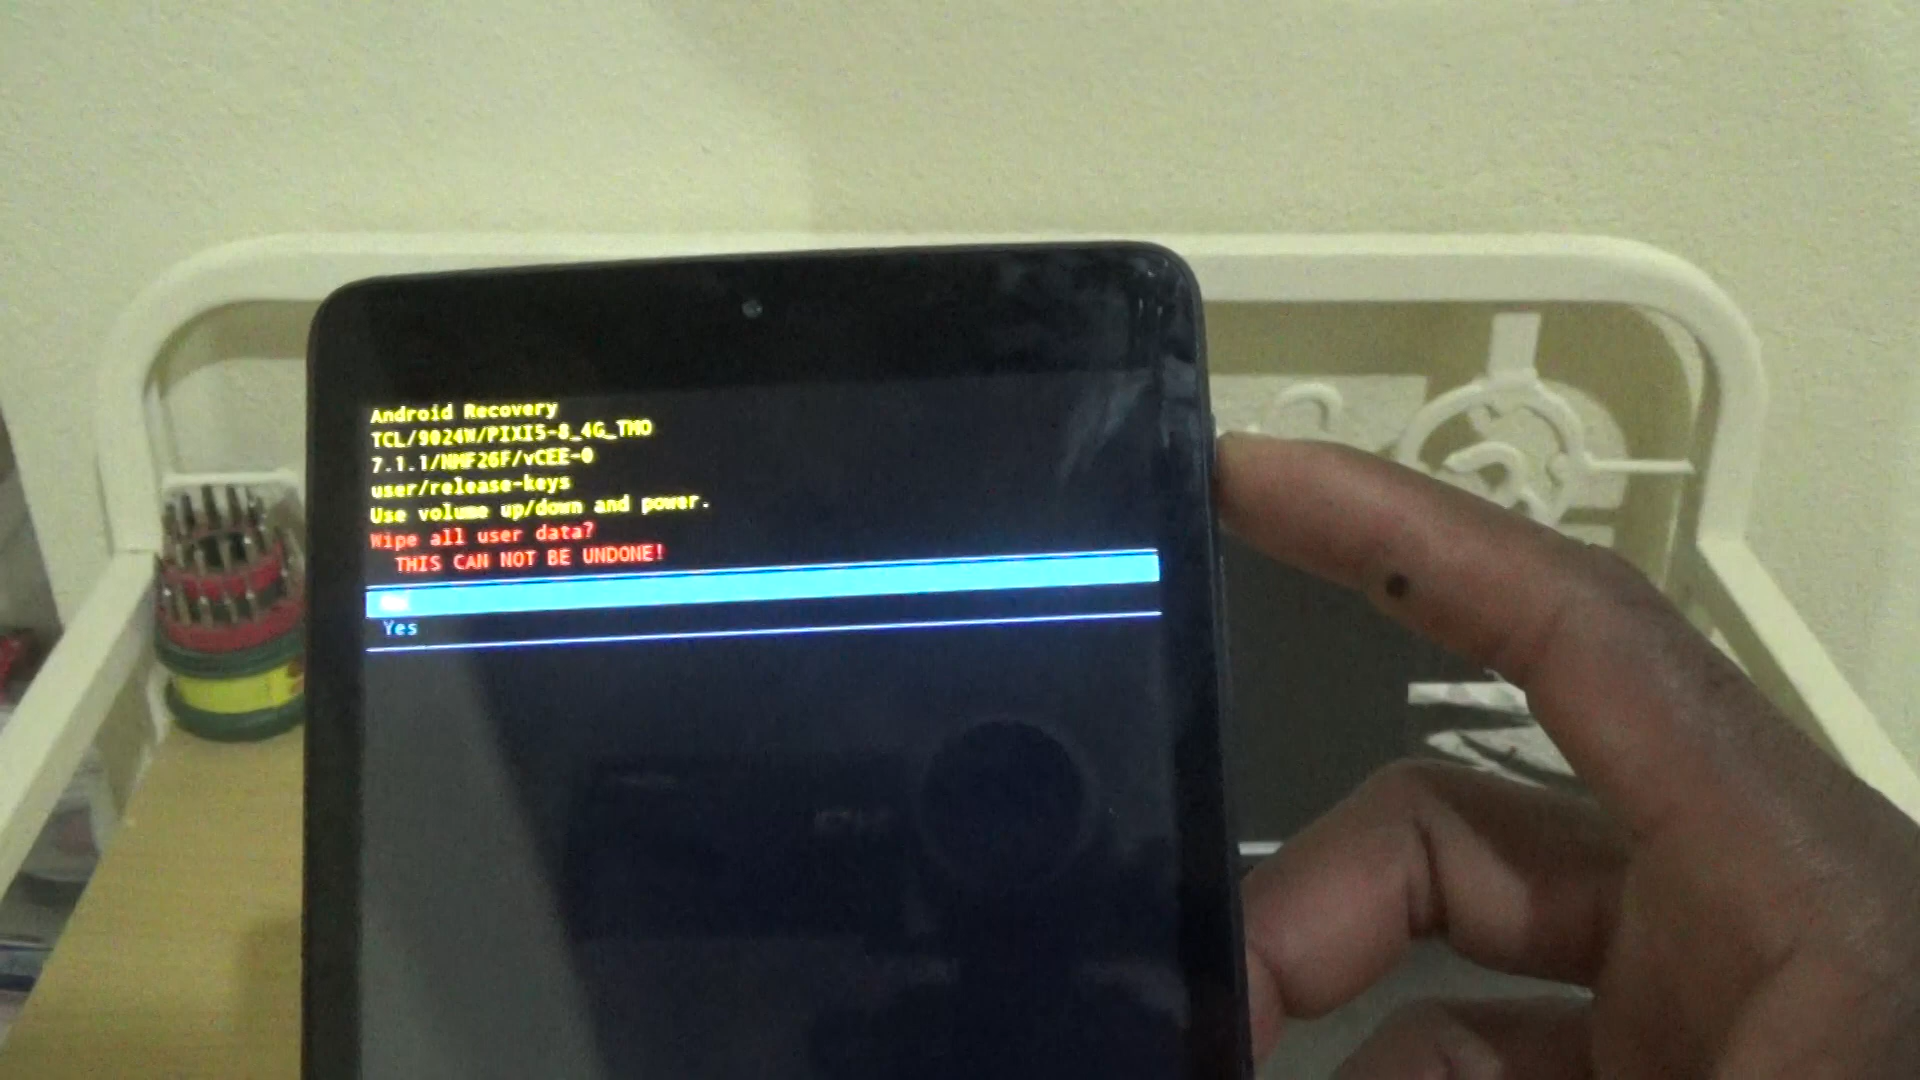 Android Recovery
TCL/9024W/PIXI5-8_4G_TMO
7.1.1/NMF26F/vCEE-0
user/release-keys
Use volume up/down and power.
Wipe all user data?
THIS CAN NOT BE UNDONE!
Yes